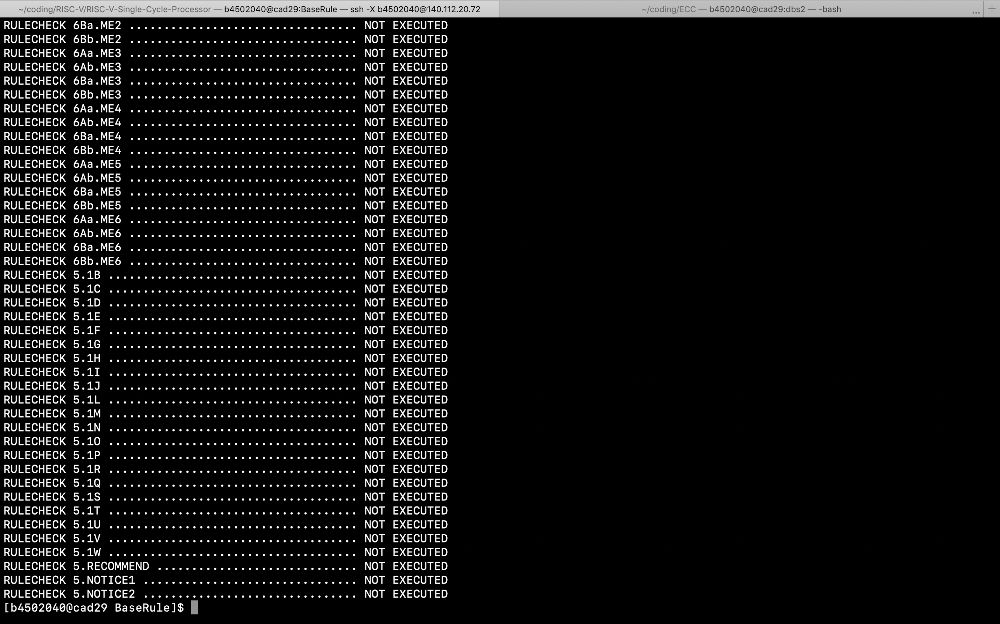 ~/coding/RISC-V/RISC-V-Single-Cycle-Processor — b4502040@cad29:BaseRule — ssh -X b4502040@140.112.20.72
~/coding/ECC — b4502040@cad29:dbs2 — -bash
... +
RULECHECK 6Ba.ME2 ................................. NOT EXECUTED
RULECHECK 6Bb.ME2 ................................. NOT EXECUTED
RULECHECK 6Aa.ME3 ................................. NOT EXECUTED
RULECHECK 6Ab.ME3 ................................. NOT EXECUTED
RULECHECK 6Ba.ME3 ................................. NOT EXECUTED
RULECHECK 6Bb.ME3 ................................. NOT EXECUTED
RULECHECK 6Aa.ME4 ................................. NOT EXECUTED
RULECHECK 6Ab.ME4 ................................. NOT EXECUTED
RULECHECK 6Ba.ME4 ................................. NOT EXECUTED
RULECHECK 6Bb.ME4 ................................. NOT EXECUTED
RULECHECK 6Aa.ME5 ................................. NOT EXECUTED
RULECHECK 6Ab.ME5 ................................. NOT EXECUTED
RULECHECK 6Ba.ME5 ................................. NOT EXECUTED
RULECHECK 6Bb.ME5 ................................. NOT EXECUTED
RULECHECK 6Aa.ME6 ................................. NOT EXECUTED
RULECHECK 6Ab.ME6 ................................. NOT EXECUTED
RULECHECK 6Ba.ME6 ................................. NOT EXECUTED
RULECHECK 6Bb.ME6 ................................. NOT EXECUTED
RULECHECK 5.1B .................................... NOT EXECUTED
RULECHECK 5.1C .................................... NOT EXECUTED
RULECHECK 5.1D .................................... NOT EXECUTED
RULECHECK 5.1E .................................... NOT EXECUTED
RULECHECK 5.1F .................................... NOT EXECUTED
RULECHECK 5.1G .................................... NOT EXECUTED
RULECHECK 5.1H .................................... NOT EXECUTED
RULECHECK 5.1I .................................... NOT EXECUTED
RULECHECK 5.1J .................................... NOT EXECUTED
RULECHECK 5.1L .................................... NOT EXECUTED
RULECHECK 5.1M .................................... NOT EXECUTED
RULECHECK 5.1N .................................... NOT EXECUTED
RULECHECK 5.1O .................................... NOT EXECUTED
RULECHECK 5.1P .................................... NOT EXECUTED
RULECHECK 5.1R .................................... NOT EXECUTED
RULECHECK 5.1Q .................................... NOT EXECUTED
RULECHECK 5.1S .................................... NOT EXECUTED
RULECHECK 5.1T .................................... NOT EXECUTED
RULECHECK 5.1U .................................... NOT EXECUTED
RULECHECK 5.1V .................................... NOT EXECUTED
RULECHECK 5.1W .................................... NOT EXECUTED
RULECHECK 5.RECOMMEND ............................. NOT EXECUTED
RULECHECK 5.NOTICE1 ............................... NOT EXECUTED
RULECHECK 5.NOTICE2 ............................... NOT EXECUTED
[b4502040@cad29 BaseRule]$